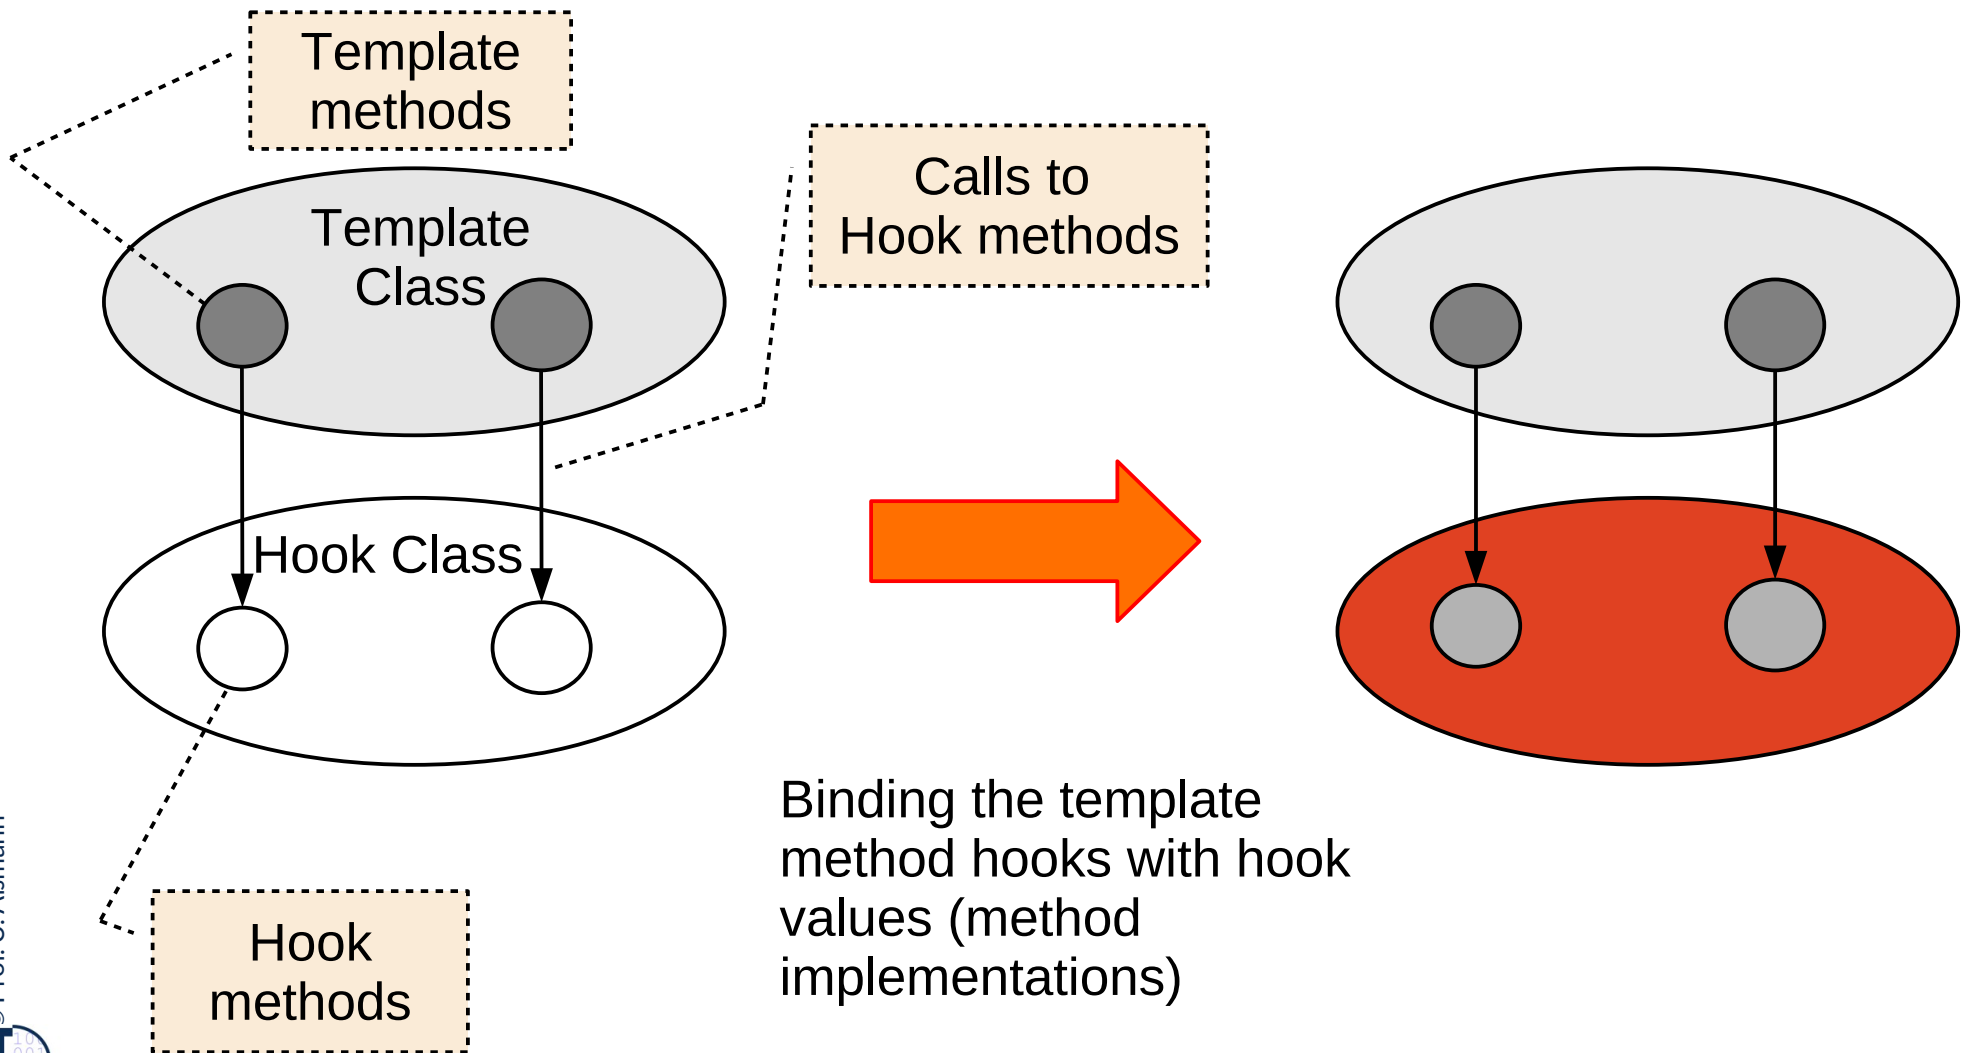 Template
methods
Calls to
Hook methods
Template
Class
Hook Class
Binding the template
method hooks with hook
values (method
implementations)
Hook
methods